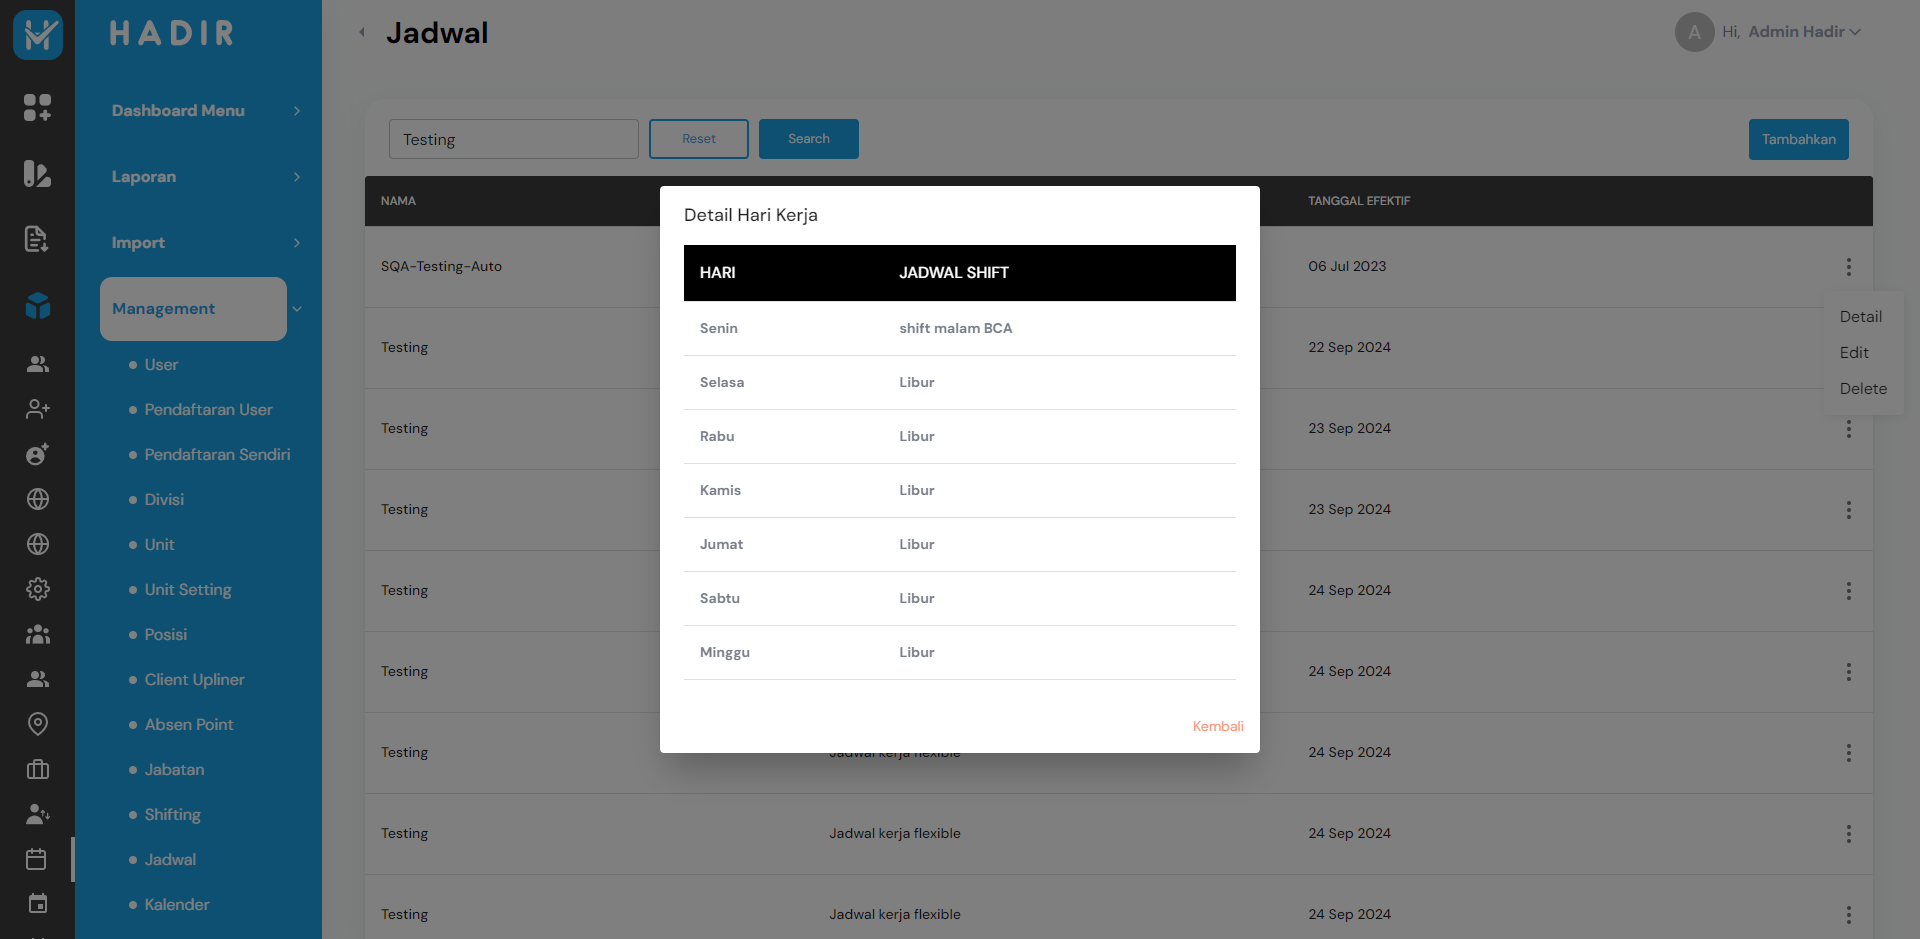 HADIR
Jadwal
A
Hi, Admin Hadir
Dashboard Menu
Laporan
Import
Management
User
Pendaftaran User
Pendaftaran Sendiri
Divisi
Unit
Unit Setting
Posisi
Client Upliner
Absen Point
Jabatan
Shifting
Jadwal
Kalender
Testing
Reset
Search
Tambahkan
NAMA
TANGGAL EFEKTIF
SQA-Testing-Auto
06 Jul 2023
Testing
22 Sep 2024
Testing
23 Sep 2024
Testing
23 Sep 2024
Testing
24 Sep 2024
Testing
24 Sep 2024
Testing
Jadwal kerja flexible
24 Sep 2024
Testing
Jadwal kerja flexible
24 Sep 2024
Testing
Jadwal kerja flexible
24 Sep 2024
Detail
Edit
Delete
Detail Hari Kerja
HARI JADWAL SHIFT
Senin shift malam BCA
Selasa Libur
Rabu Libur
Kamis Libur
Jumat Libur
Sabtu Libur
Minggu Libur
Kembali